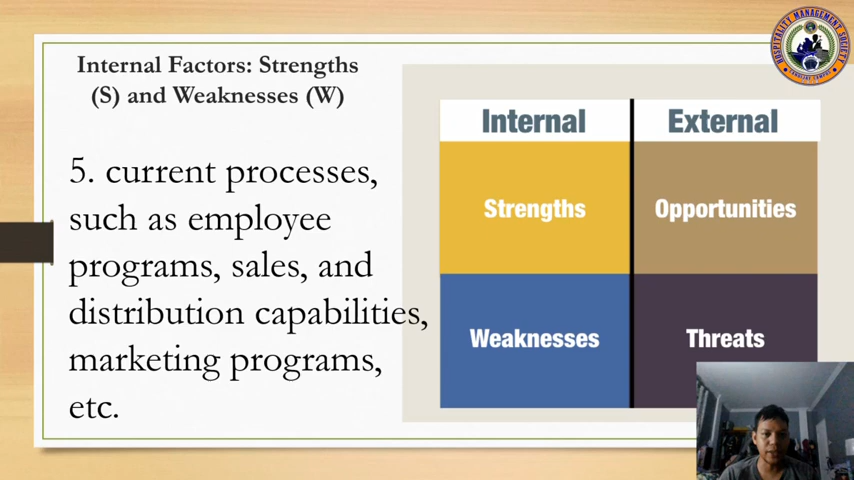 Internal Factors: Strengths
(S) and Weaknesses (W)
5. current processes,
such as employee
programs, sales, and
distribution capabilities,
marketing programs,
etc.
Internal External
Strengths Opportunities
Weaknesses Threats
HOSPITALITY MANAGEMENT SOCIETY